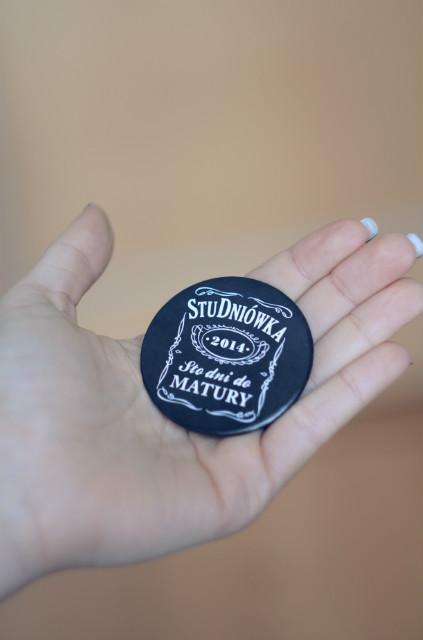 StuDniówka
·2014·
Sto dni do
MATURY